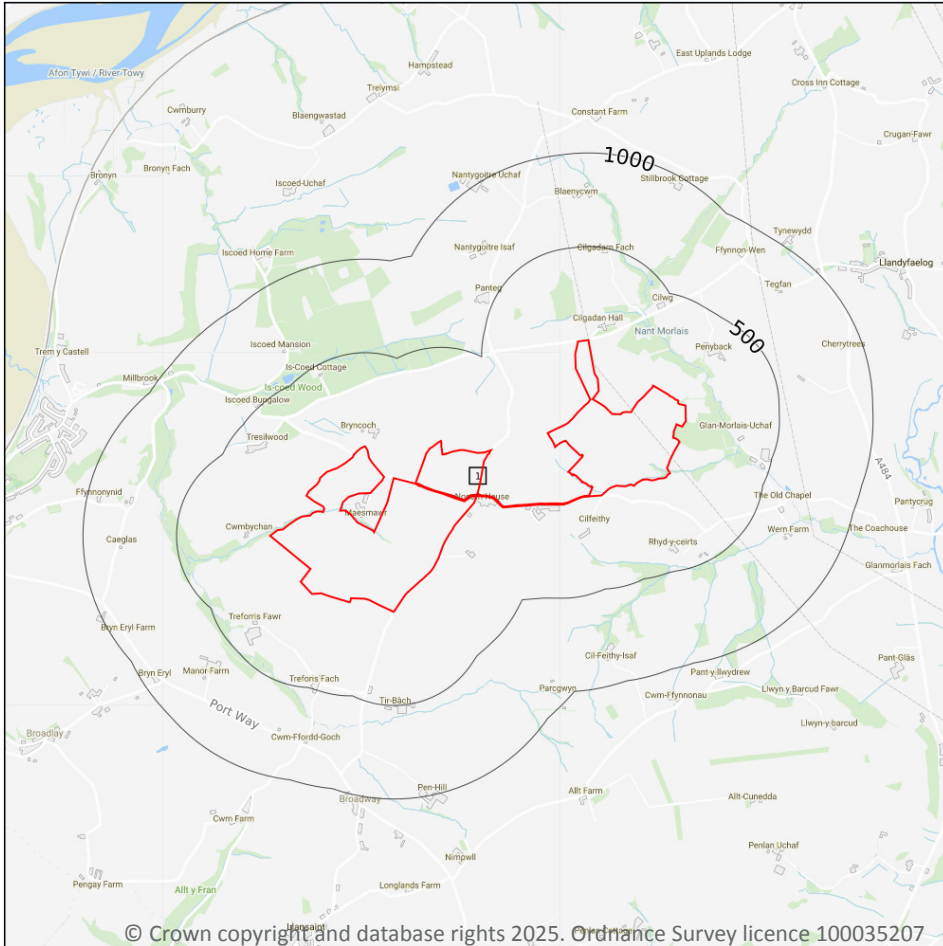 East Uplands Lodge
Hampstead
Afon Tywi / River Towy
Cross Inn Cottage
Treiymsi
Cwmburry
Blaengwastad
Constant Farm
Crugan-Fawr
1000
Bronyn Fach
Bronyn
Iscoed-Uchaf
Nantygoitre Uchaf
Stillbrook Cottage
Blaenycwm
Tynewydd
Iscoed Home Farm
Nantygoitre Isaf
Cilgadarn Fach
Ffynnon-Wen
Llandyfaelog
Tegfan
Panteg
Cilwg
Cilgadan Hall
Nant Morlais
500
Iscoed Mansion
Penyback
Cherrytrees
Trem y Castell
Is-Coed Cottage
Millbrook
Is-coed Wood
Iscoed Bungalow
Bryncoch
Glan-Morlais-Uchaf
Tresilwood
A484
1
Ffynnonynid
House
The Old Chapel
Pantycrug
Maesmawr
Cwmbychan
Cilfeithy
Wern Farm
The Coachouse
Caeglas
Rhyd-y-ceirts
Glanmorlais Fach
Treforris Fawr
Bryn Eryl Farm
Cil-Feithy-Isaf
Pant-Glâs
Bryn Eryl
Manor-Farm
Pant-y-llwydrew
Treforis Fach
Parcgwyn
Llwyn y Barcud Fawr
Cwm-Ffynnonau
Tir-Bâch
Port Way
Llwyn-y-barcud
Broadlay
Cwm-Ffordd-Goch
Pen-Hill
Allt Farm
Allt-Cunedda
Broadway
Cwm Farm
Penlan Uchaf
Nimpwll
Pengay Farm
Allt y Fran
Longlands Farm
Llansaint
© Crown copyright and database rights 2025. Ordnance Survey licence 100035207